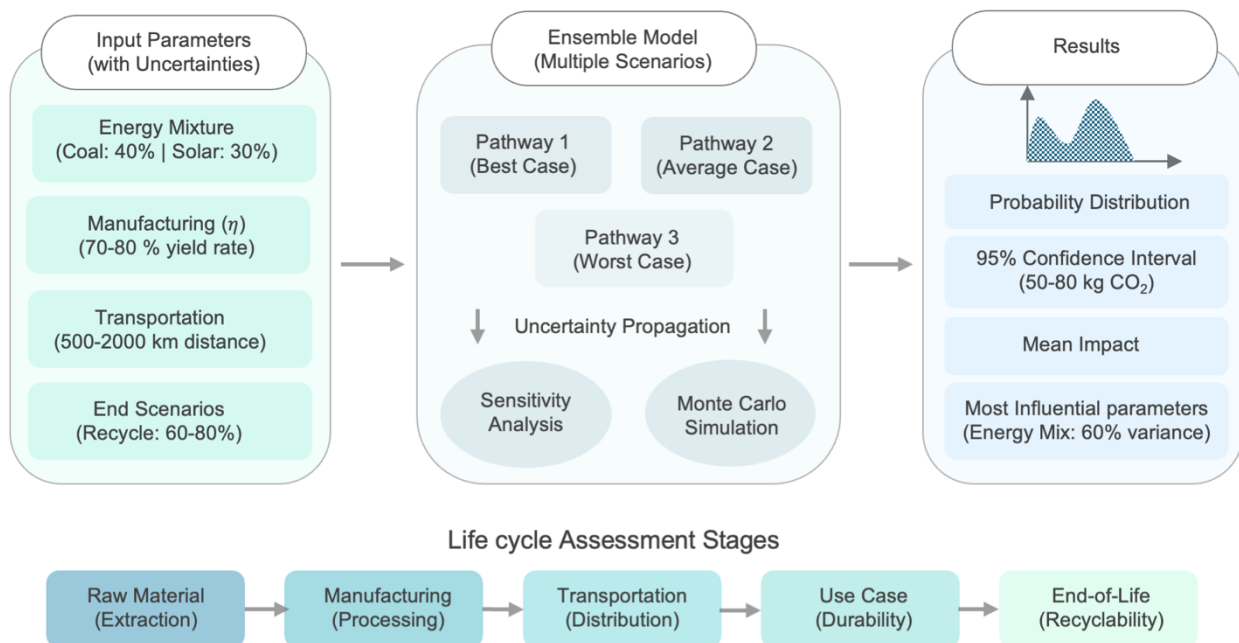 Input Parameters
(with Uncertainties)
Energy Mixture
(Coal: 40% | Solar: 30%)
Manufacturing (η)
(70-80 % yield rate)
Transportation
(500-2000 km distance)
End Scenarios
(Recycle: 60-80%)
Ensemble Model
(Multiple Scenarios)
Pathway 1
(Best Case)
Pathway 2
(Average Case)
Pathway 3
(Worst Case)
Uncertainty Propagation
Sensitivity
Analysis
Monte Carlo
Simulation
Results
Probability Distribution
95% Confidence Interval
(50-80 kg CO₂)
Mean Impact
Most Influential parameters
(Energy Mix: 60% variance)
Life cycle Assessment Stages
Raw Material
(Extraction)
Manufacturing
(Processing)
Transportation
(Distribution)
Use Case
(Durability)
End-of-Life
(Recyclability)